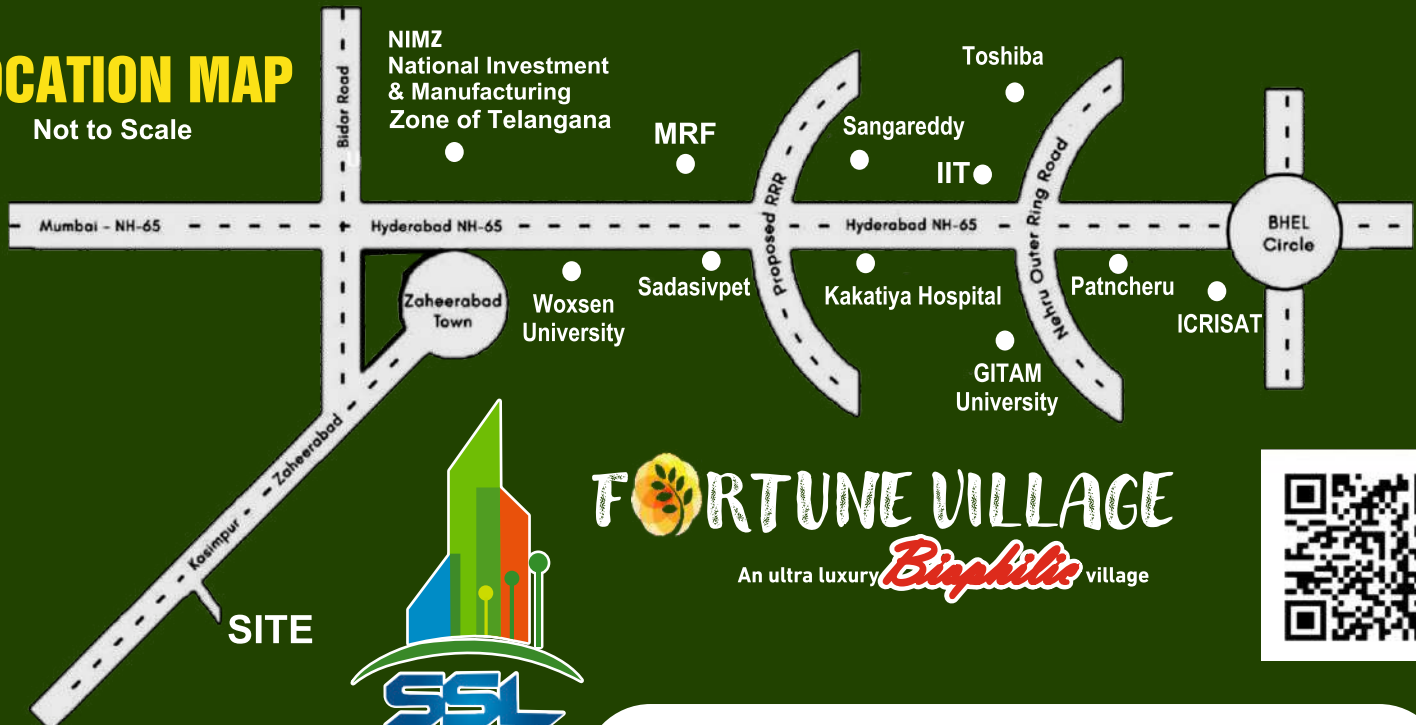 OCATION MAP
Not to Scale
Bidar Road
NIMZ
National Investment
& Manufacturing
Zone of Telangana
MRF
Toshiba
Sangareddy
IIT
Mumbai - NH-65
Hyderabad NH-65
Proposed RRR
Hyderabad NH-65
Nehru Outer Ring Road
BHEL
Circle
Zaheerabad
Town
Woxsen
University
Sadasivpet
Kakatiya Hospital
Patncheru
ICRISAT
GITAM
University
Kosimpur - Zaheerabad
SITE
FORTUNE VILLAGE
An ultra luxury Biophilic village
SSL